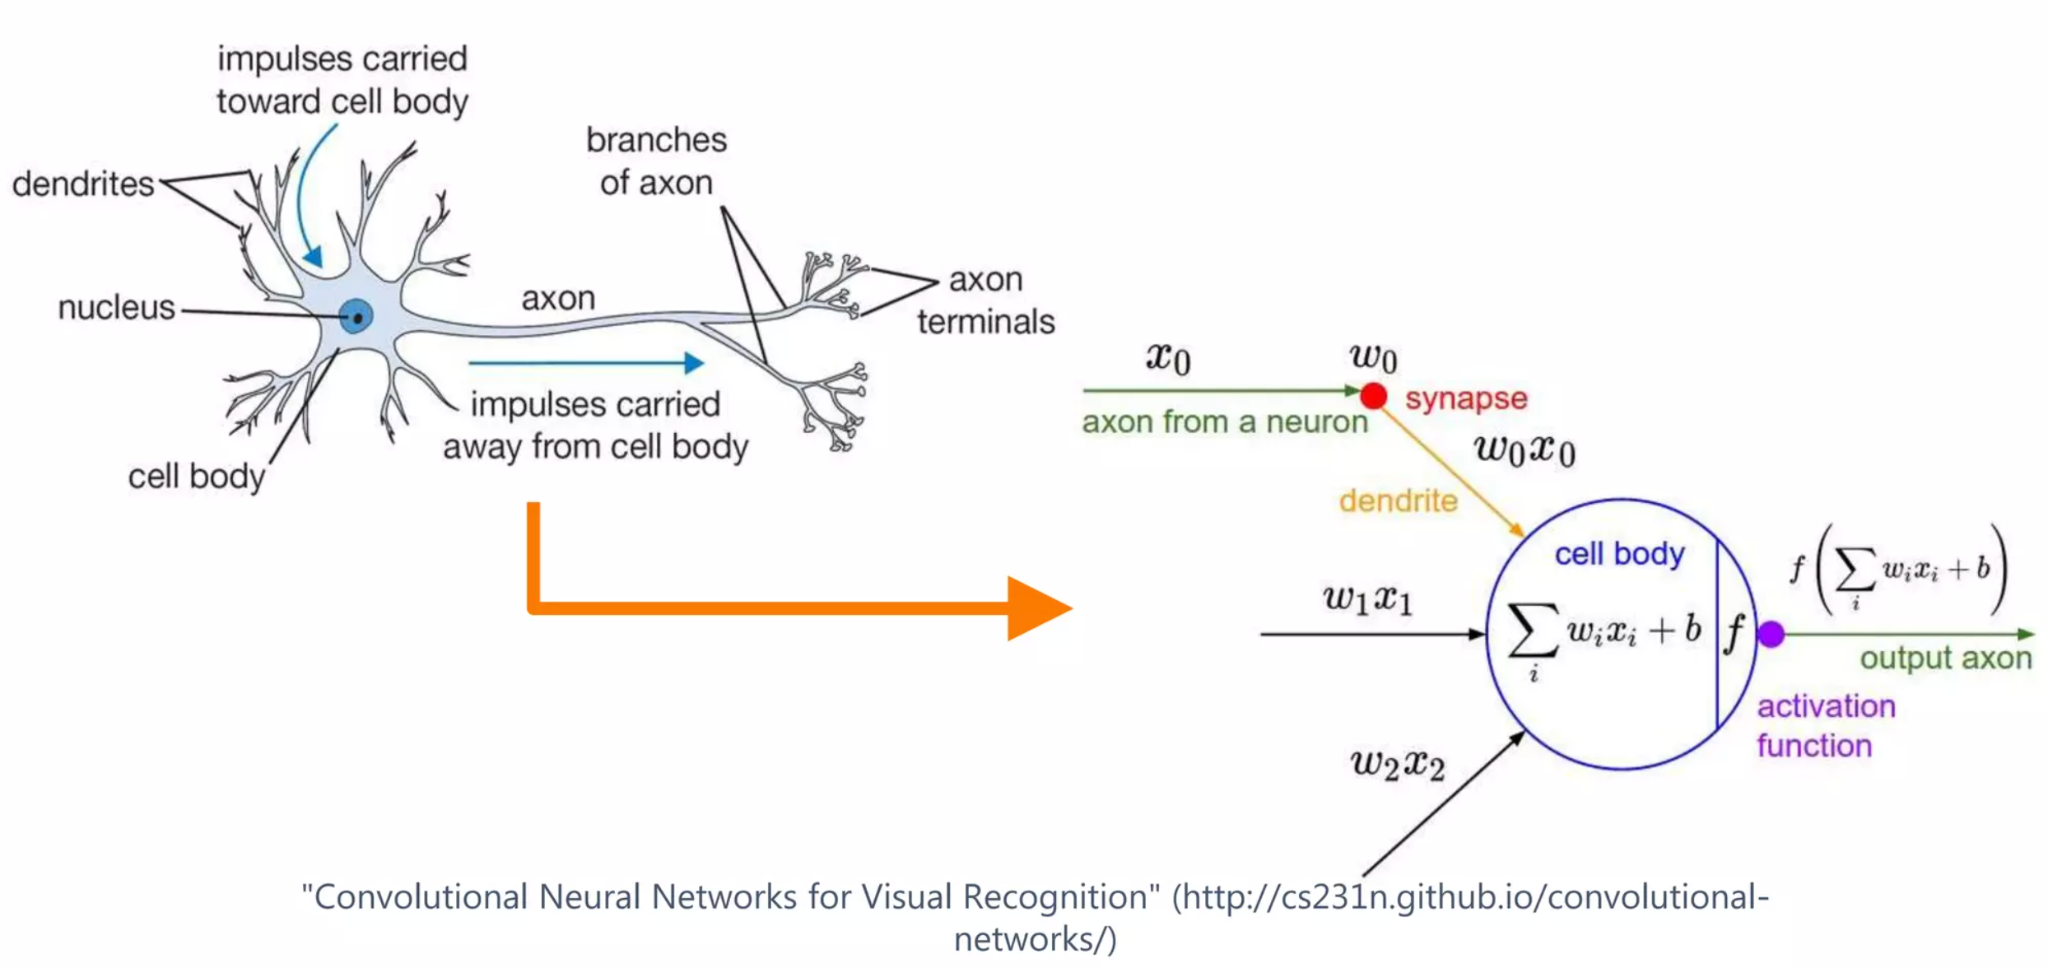 impulses carried
toward cell body
branches
of axon
dendrites
axon
terminals
nucleus
axon
impulses carried
away from cell body
cell body
x0
w0
synapse
axon from a neuron
w0x0
dendrite
cell body
f(∑i wixi + b)
w1x1
∑i wixi + b
f
output axon
activation
function
w2x2
"Convolutional Neural Networks for Visual Recognition" (http://cs231n.github.io/convolutional-
networks/)